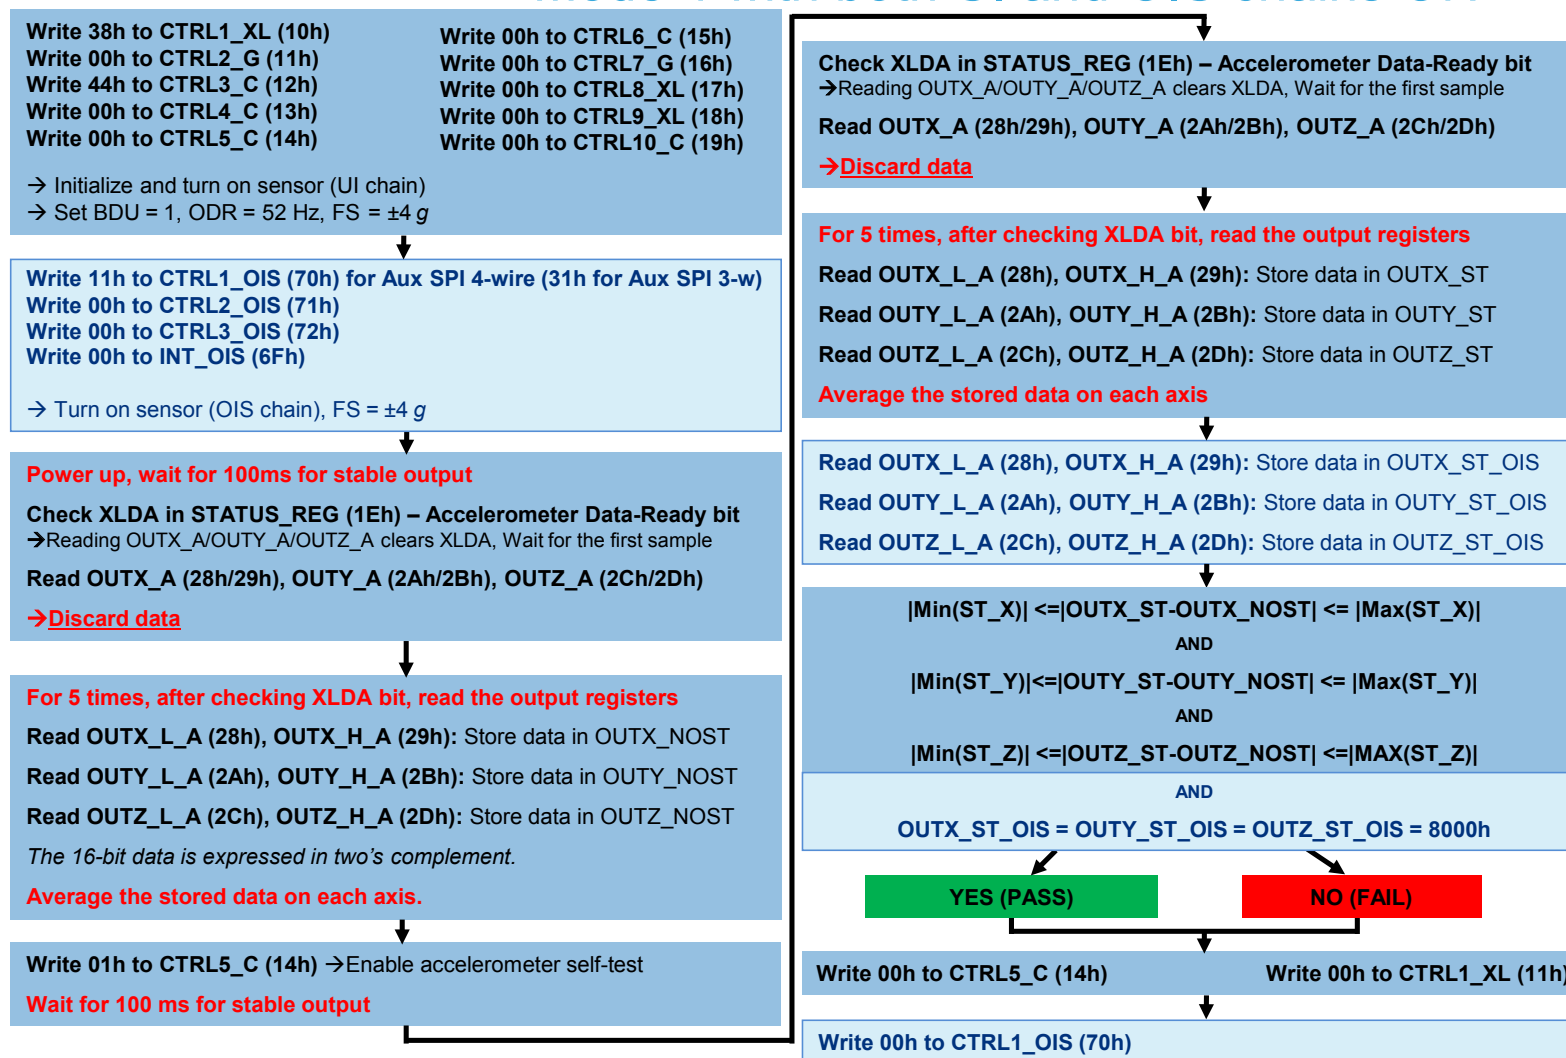 Write 38h to CTRL1_XL (10h)
Write 00h to CTRL2_G (11h)
Write 44h to CTRL3_C (12h)
Write 00h to CTRL4_C (13h)
Write 00h to CTRL5_C (14h)
Write 00h to CTRL6_C (15h)
Write 00h to CTRL7_G (16h)
Write 00h to CTRL8_XL (17h)
Write 00h to CTRL9_XL (18h)
Write 00h to CTRL10_C (19h)
→ Initialize and turn on sensor (UI chain)
→ Set BDU = 1, ODR = 52 Hz, FS = ±4 g
Write 11h to CTRL1_OIS (70h) for Aux SPI 4-wire (31h for Aux SPI 3-w)
Write 00h to CTRL2_OIS (71h)
Write 00h to CTRL3_OIS (72h)
Write 00h to INT_OIS (6Fh)
→ Turn on sensor (OIS chain), FS = ±4 g
Power up, wait for 100ms for stable output
Check XLDA in STATUS_REG (1Eh) – Accelerometer Data-Ready bit
→Reading OUTX_A/OUTY_A/OUTZ_A clears XLDA, Wait for the first sample
Read OUTX_A (28h/29h), OUTY_A (2Ah/2Bh), OUTZ_A (2Ch/2Dh)
→Discard data
For 5 times, after checking XLDA bit, read the output registers
Read OUTX_L_A (28h), OUTX_H_A (29h): Store data in OUTX_NOST
Read OUTY_L_A (2Ah), OUTY_H_A (2Bh): Store data in OUTY_NOST
Read OUTZ_L_A (2Ch), OUTZ_H_A (2Dh): Store data in OUTZ_NOST
The 16-bit data is expressed in two's complement.
Average the stored data on each axis.
Write 01h to CTRL5_C (14h) →Enable accelerometer self-test
Wait for 100 ms for stable output
Check XLDA in STATUS_REG (1Eh) – Accelerometer Data-Ready bit
→Reading OUTX_A/OUTY_A/OUTZ_A clears XLDA, Wait for the first sample
Read OUTX_A (28h/29h), OUTY_A (2Ah/2Bh), OUTZ_A (2Ch/2Dh)
→Discard data
For 5 times, after checking XLDA bit, read the output registers
Read OUTX_L_A (28h), OUTX_H_A (29h): Store data in OUTX_ST
Read OUTY_L_A (2Ah), OUTY_H_A (2Bh): Store data in OUTY_ST
Read OUTZ_L_A (2Ch), OUTZ_H_A (2Dh): Store data in OUTZ_ST
Average the stored data on each axis
Read OUTX_L_A (28h), OUTX_H_A (29h): Store data in OUTX_ST_OIS
Read OUTY_L_A (2Ah), OUTY_H_A (2Bh): Store data in OUTY_ST_OIS
Read OUTZ_L_A (2Ch), OUTZ_H_A (2Dh): Store data in OUTZ_ST_OIS
|Min(ST_X)| <=|OUTX_ST-OUTX_NOST| <= |Max(ST_X)|
AND
|Min(ST_Y)|<=|OUTY_ST-OUTY_NOST| <= |Max(ST_Y)|
AND
|Min(ST_Z)| <=|OUTZ_ST-OUTZ_NOST| <=|MAX(ST_Z)|
AND
OUTX_ST_OIS = OUTY_ST_OIS = OUTZ_ST_OIS = 8000h
YES (PASS)
NO (FAIL)
Write 00h to CTRL5_C (14h)
Write 00h to CTRL1_XL (11h)
Write 00h to CTRL1_OIS (70h)